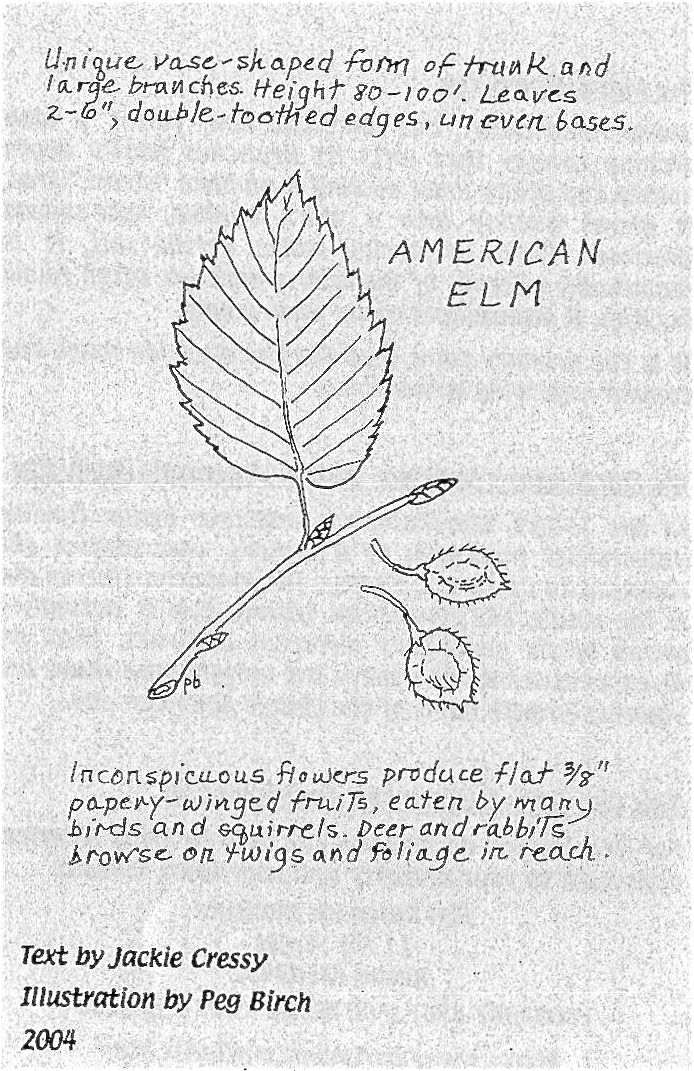 Unique vase-shaped form of trunk and
large branches. Height 80-100'. Leaves
2-6", double-toothed edges, uneven bases.
AMERICAN
ELM
pb
Inconspicuous flowers produce flat 3/8"
papery-winged fruits, eaten by many
birds and squirrels. Deer and rabbits
browse on twigs and foliage in reach.
Text by Jackie Cressy
Illustration by Peg Birch
2004